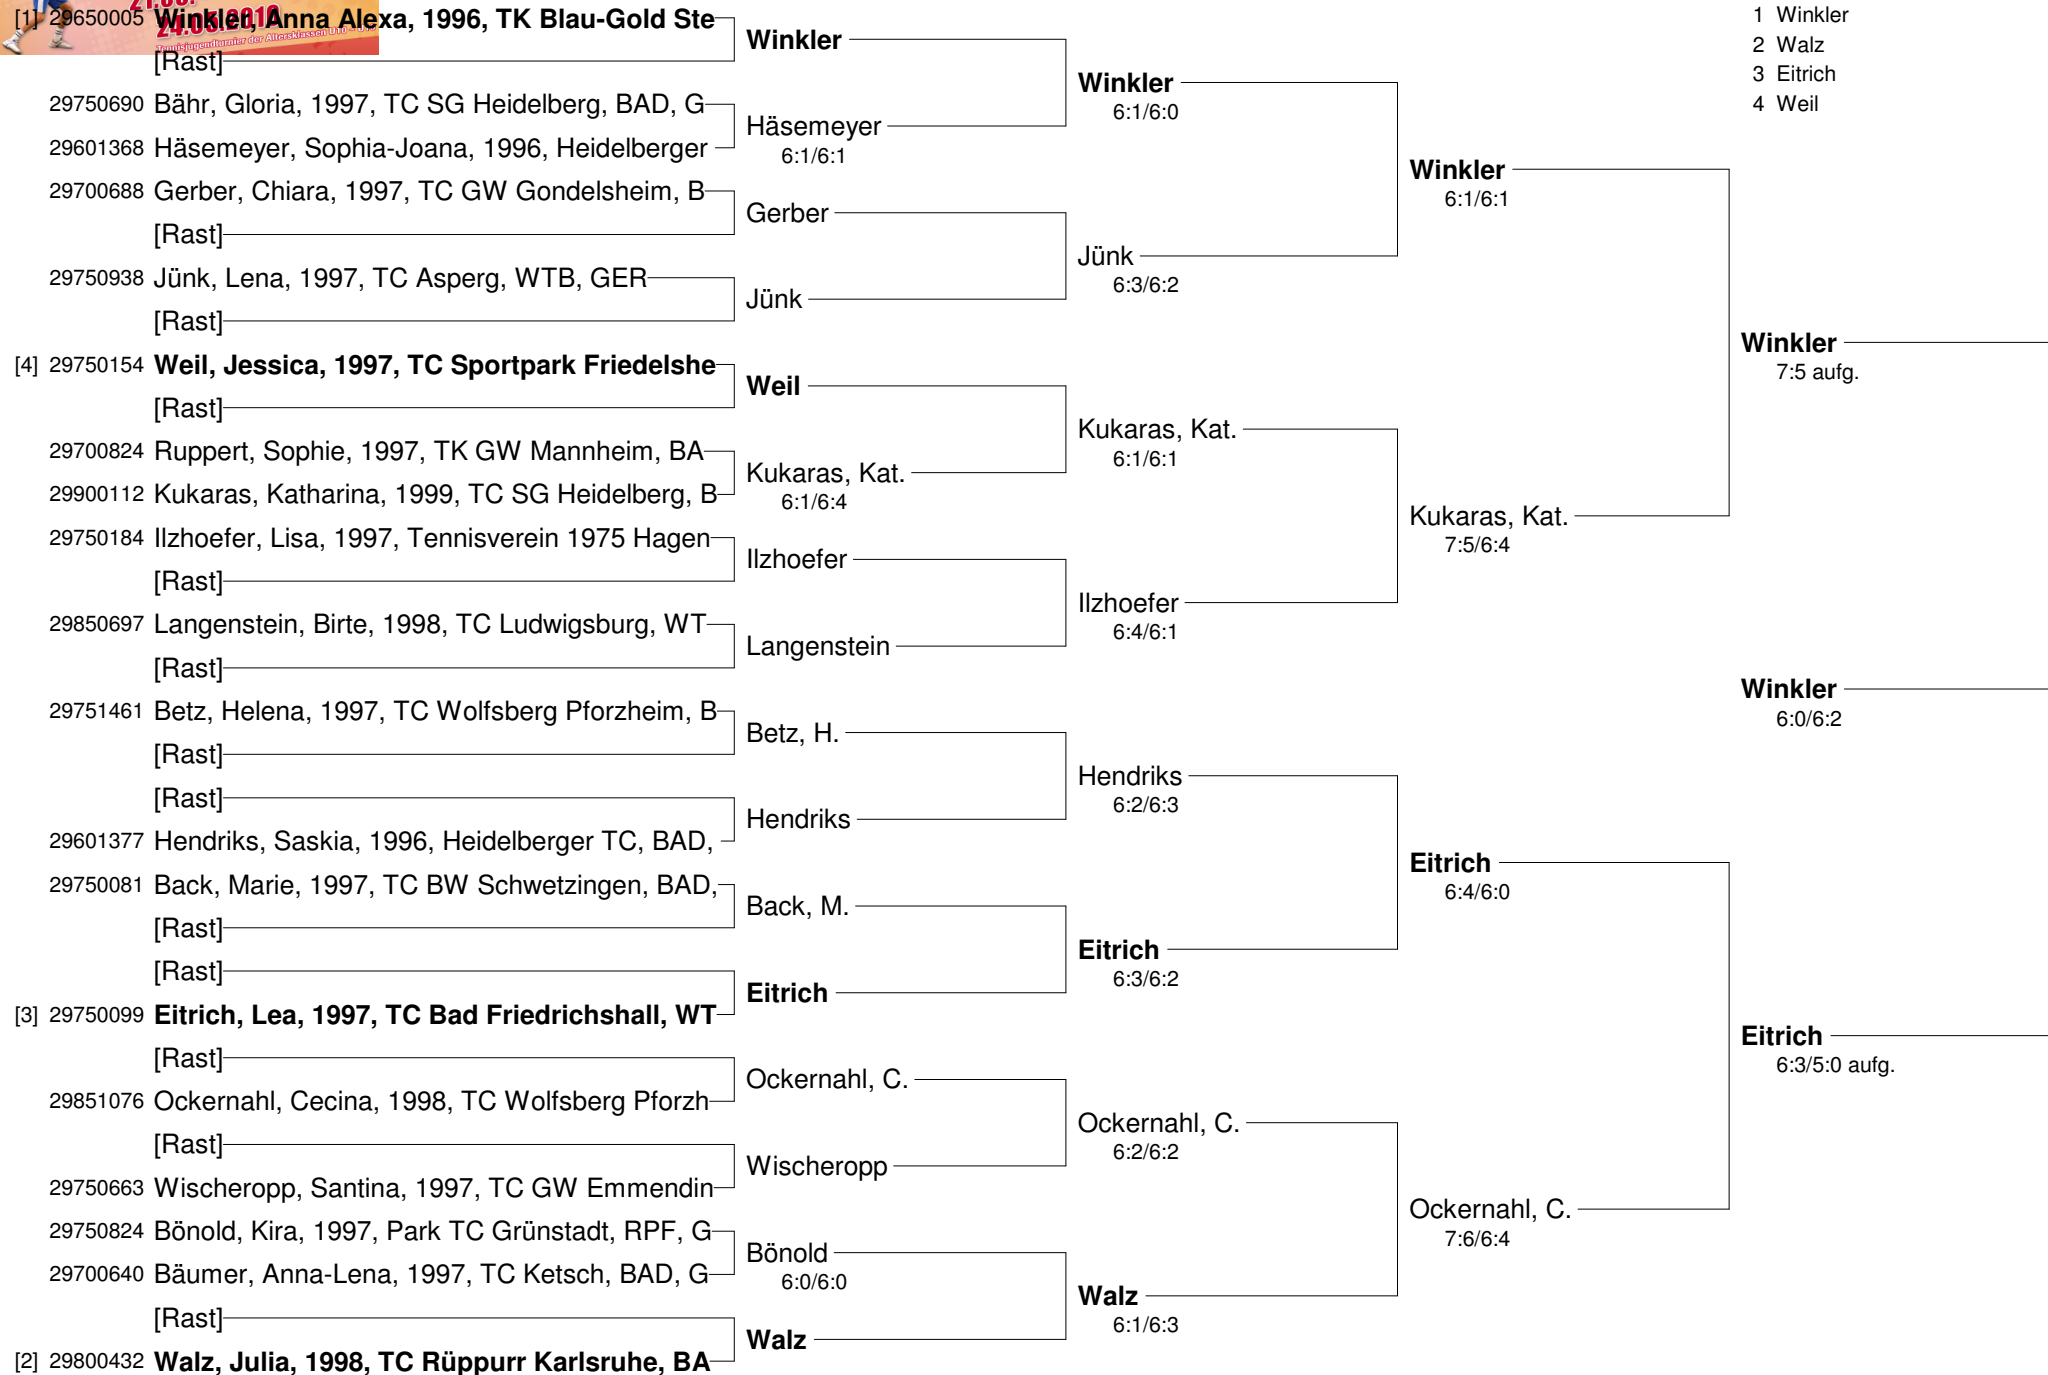 21.05.
24.05.2010
Tennisjugendturnier der Altersklassen U10 -
[1] 29650005 Winkler, Anna Alexa, 1996, TK Blau-Gold Ste
[Rast]
29750690 Bähr, Gloria, 1997, TC SG Heidelberg, BAD, G
29601368 Häsemeyer, Sophia-Joana, 1996, Heidelberger
29700688 Gerber, Chiara, 1997, TC GW Gondelsheim, B
[Rast]
29750938 Jünk, Lena, 1997, TC Asperg, WTB, GER
[Rast]
[4] 29750154 Weil, Jessica, 1997, TC Sportpark Friedelshe
[Rast]
29700824 Ruppert, Sophie, 1997, TK GW Mannheim, BA
29900112 Kukaras, Katharina, 1999, TC SG Heidelberg, B
29750184 Ilzhoefer, Lisa, 1997, Tennisverein 1975 Hagen
[Rast]
29850697 Langenstein, Birte, 1998, TC Ludwigsburg, WT
[Rast]
29751461 Betz, Helena, 1997, TC Wolfsberg Pforzheim, B
[Rast]
[Rast]
29601377 Hendriks, Saskia, 1996, Heidelberger TC, BAD,
29750081 Back, Marie, 1997, TC BW Schwetzingen, BAD,
[Rast]
[Rast]
[3] 29750099 Eitrich, Lea, 1997, TC Bad Friedrichshall, WT
[Rast]
29851076 Ockernahl, Cecina, 1998, TC Wolfsberg Pforzh
[Rast]
29750663 Wischeropp, Santina, 1997, TC GW Emmendin
29750824 Bönold, Kira, 1997, Park TC Grünstadt, RPF, G
29700640 Bäumer, Anna-Lena, 1997, TC Ketsch, BAD, G
[Rast]
[2] 29800432 Walz, Julia, 1998, TC Rüppurr Karlsruhe, BA
Winkler
Häsemeyer
6:1/6:1
Gerber
Jünk
Weil
Kukaras, Kat.
6:1/6:4
Ilzhoefer
Langenstein
Betz, H.
Hendriks
Back, M.
Eitrich
Ockernahl, C.
Wischeropp
Bönold
6:0/6:0
Walz
Winkler
6:1/6:0
Jünk
6:3/6:2
Kukaras, Kat.
6:1/6:1
Ilzhoefer
6:4/6:1
Hendriks
6:2/6:3
Eitrich
6:3/6:2
Ockernahl, C.
6:2/6:2
Walz
6:1/6:3
Winkler
6:1/6:1
Kukaras, Kat.
7:5/6:4
Eitrich
6:4/6:0
Ockernahl, C.
7:6/6:4
1 Winkler
2 Walz
3 Eitrich
4 Weil
Winkler
7:5 aufg.
Winkler
6:0/6:2
Eitrich
6:3/5:0 aufg.